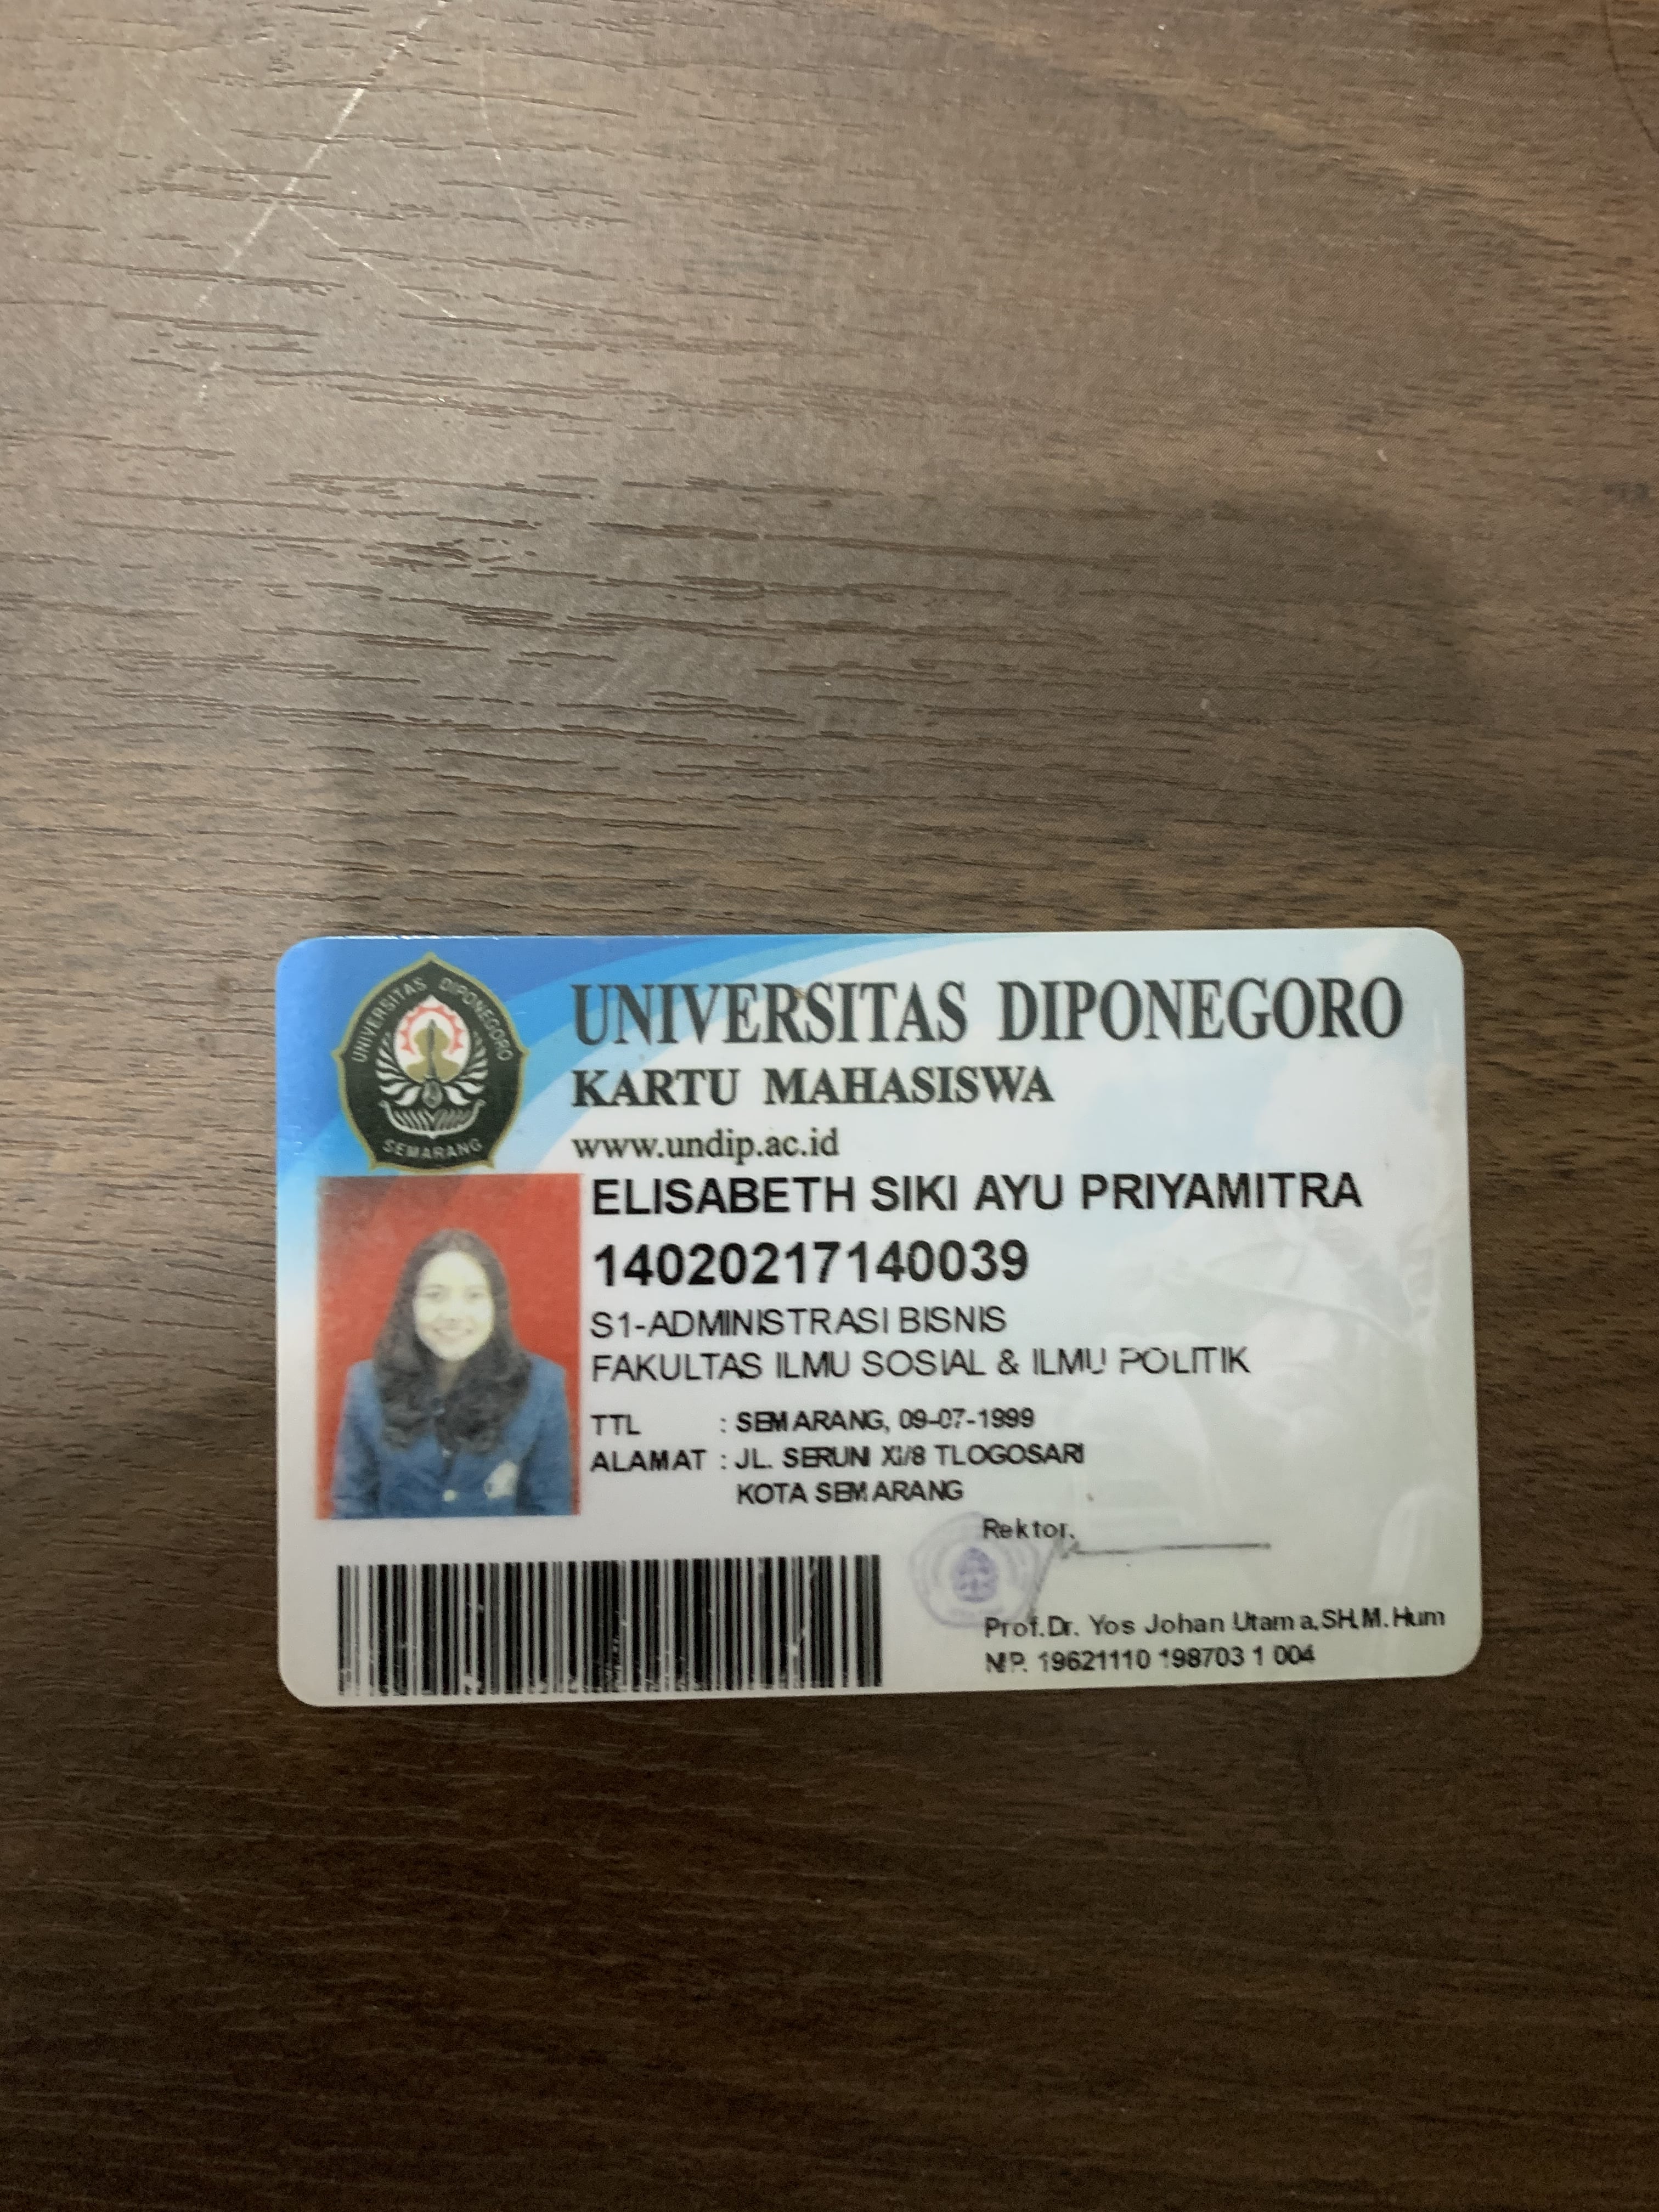 UNIVERSITAS DIPONEGORO
SEMARANG
UNIVERSITAS DIPONEGORO
KARTU MAHASISWA
www.undip.ac.id
ELISABETH SIKI AYU PRIYAMITRA
14020217140039
S1-ADMINISTRASI BISNIS
FAKULTAS ILMU SOSIAL & ILMU POLITIK
TTL : SEMARANG, 09-07-1999
ALAMAT : JL. SERUNI XI/8 TLOGOSARI
KOTA SEMARANG
Rektor,
Prof.Dr. Yos Johan Utama,SH,M.Hum
NIP. 19621110 198703 1 004